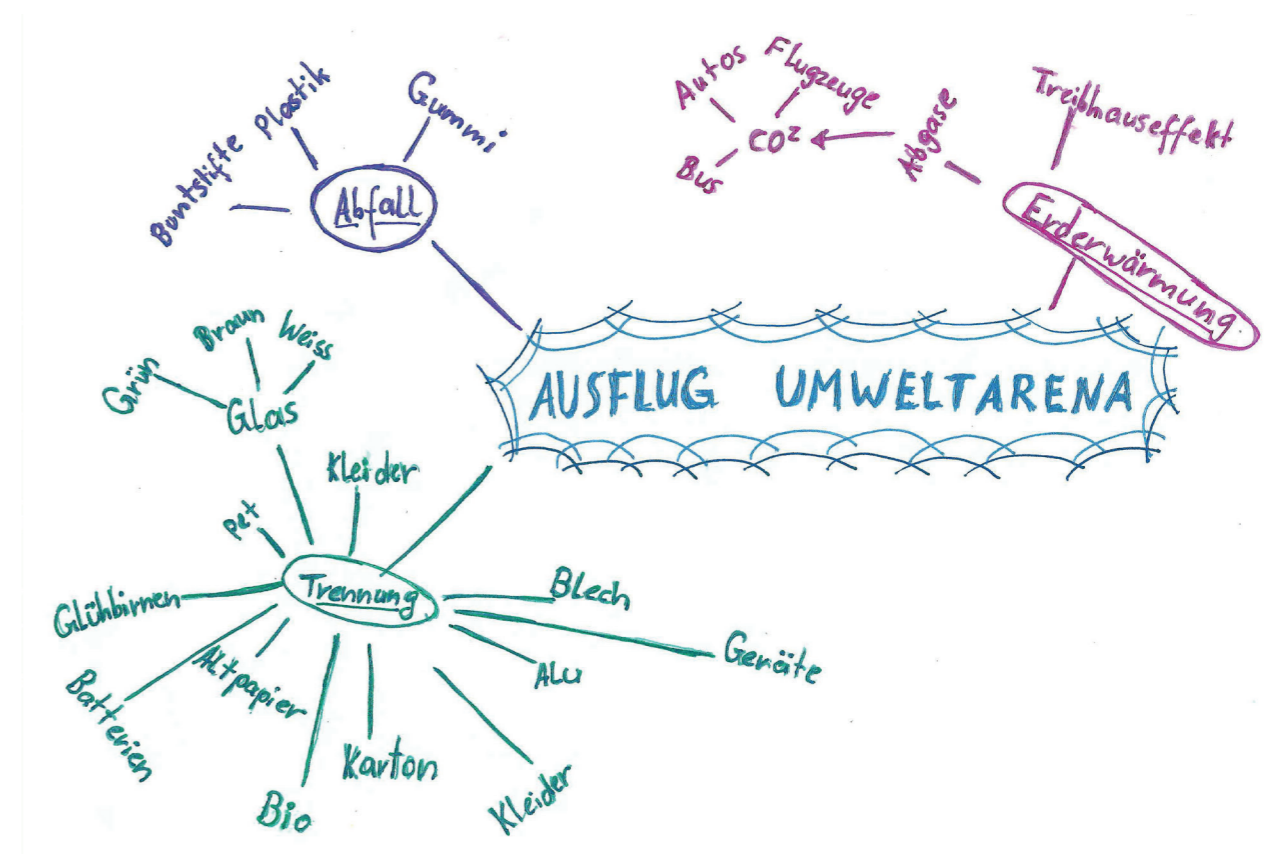 Buntstifte
Plastik
Gummi
Abfall
Autos
Flugzeuge
Bus
CO²
Abgase
Treibhauseffekt
Erderwärmung
AUSFLUG UMWELTARENA
Grün
Braun
Weiss
Glas
Kleider
Pet
Trennung
Glühbirnen
Batterien
Altpapier
Bio
Karton
Kleider
Alu
Blech
Geräte